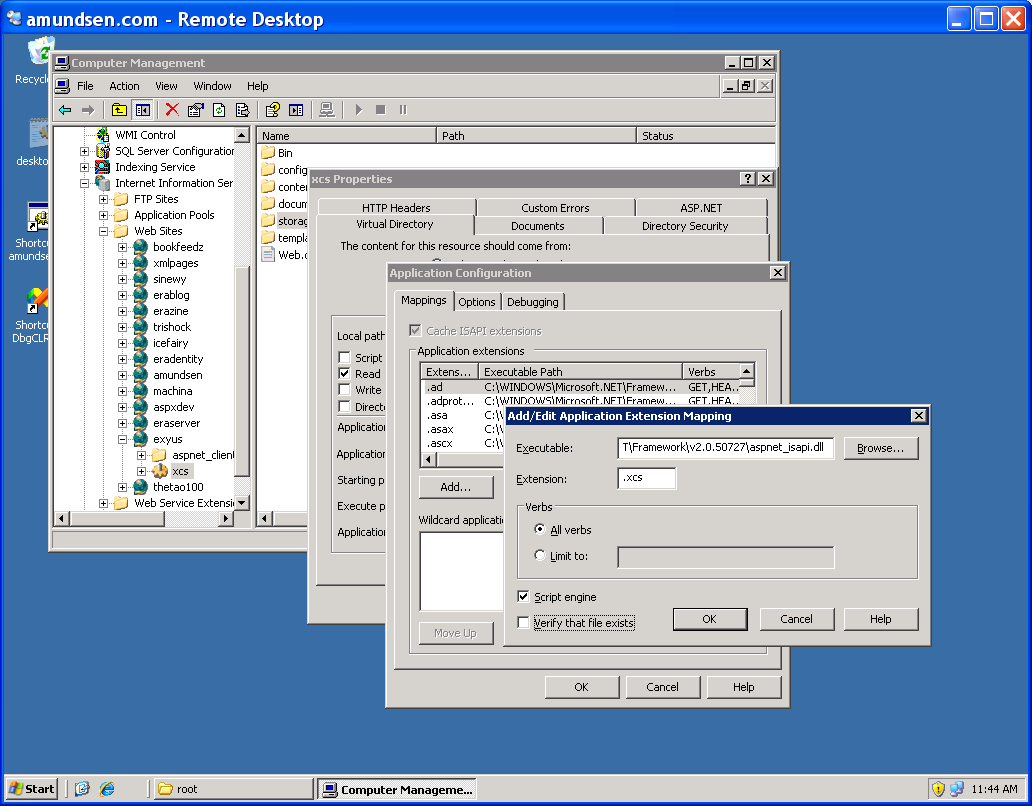 amundsen.com - Remote Desktop
Recycl
deskto
Shortc
amundse
Shortcu
DbgCLR
Computer Management
File Action View Window Help
WMI Control
SQL Server Configuration
Indexing Service
Internet Information Ser
FTP Sites
Application Pools
Web Sites
bookfeedz
xmlpages
sinewy
erablog
erazine
trishock
icefairy
eradentity
amundsen
machina
aspxdev
eraserver
exyus
aspnet_client
xcs
thetao100
Web Service Extensi
Name Path Status
Bin
config
conter
docum
storag
templa
Web.c
xcs Properties
HTTP Headers Custom Errors ASP.NET
Virtual Directory Documents Directory Security
The content for this resource should come from:
Local path
Script
Read
Write
Directo
Application
Application
Starting p
Execute p
Application
Application Configuration
Mappings Options Debugging
Cache ISAPI extensions
Application extensions
Extens... Executable Path Verbs
.ad C:\WINDOWS\Microsoft.NET\Framew... GET,HEA...
.adprot... C:\WINDOWS\Microsoft.NET\Framew... GET,HEA...
.asa C:\
.asax C:\
.ascx C:\
Add...
Wildcard applicatio
Move Up
OK Cancel Help
Add/Edit Application Extension Mapping
Executable: T\Framework\v2.0.50727\aspnet_isapi.dll Browse...
Extension: .xcs
Verbs
All verbs
Limit to:
Script engine
Verify that file exists
OK Cancel Help
Start root Computer Manageme... 11:44 AM